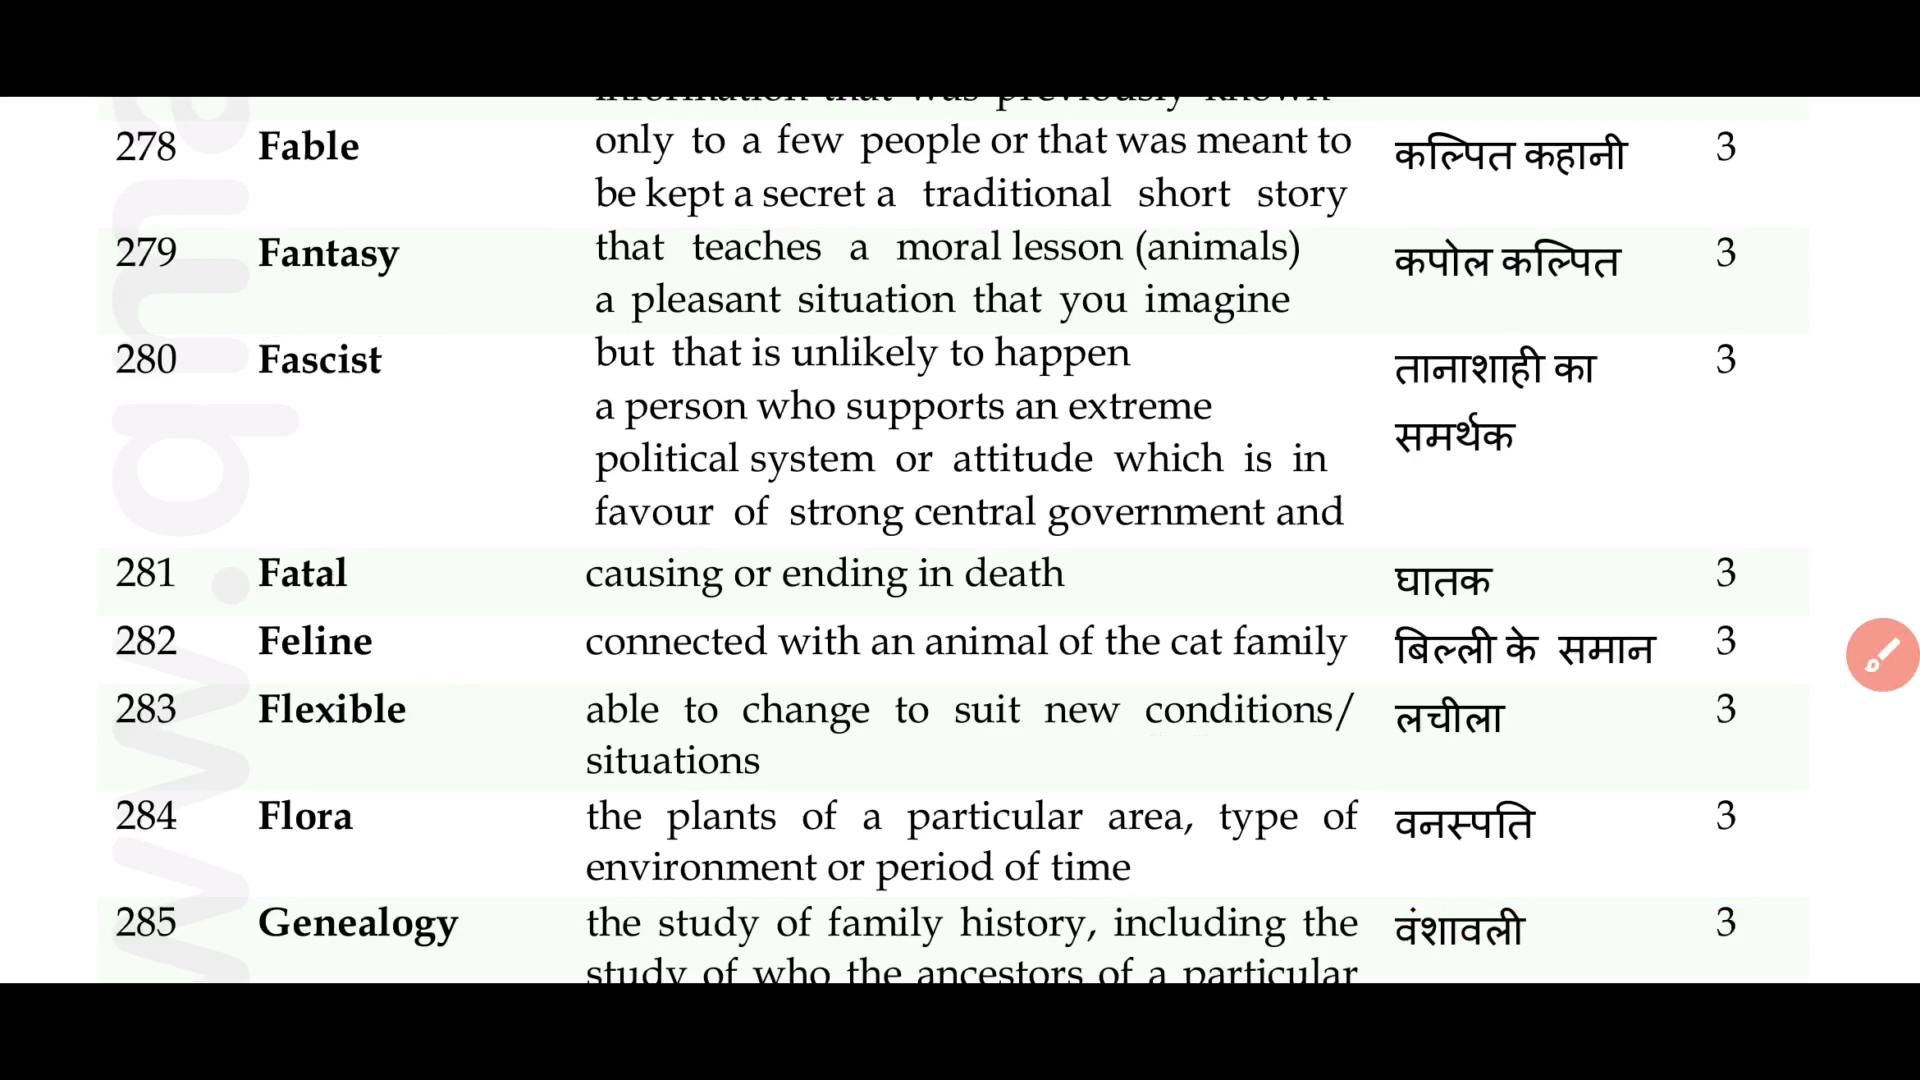 information that was previously known
278 Fable only to a few people or that was meant to कल्पित कहानी 3
be kept a secret a traditional short story
279 Fantasy that teaches a moral lesson (animals) कपोल कल्पित 3
a pleasant situation that you imagine
280 Fascist but that is unlikely to happen तानाशाही का 3
a person who supports an extreme समर्थक
political system or attitude which is in
favour of strong central government and
281 Fatal causing or ending in death घातक 3
282 Feline connected with an animal of the cat family बिल्ली के समान 3
283 Flexible able to change to suit new conditions/ लचीला 3
situations
284 Flora the plants of a particular area, type of वनस्पति 3
environment or period of time
285 Genealogy the study of family history, including the वंशावली 3
study of who the ancestors of a particular